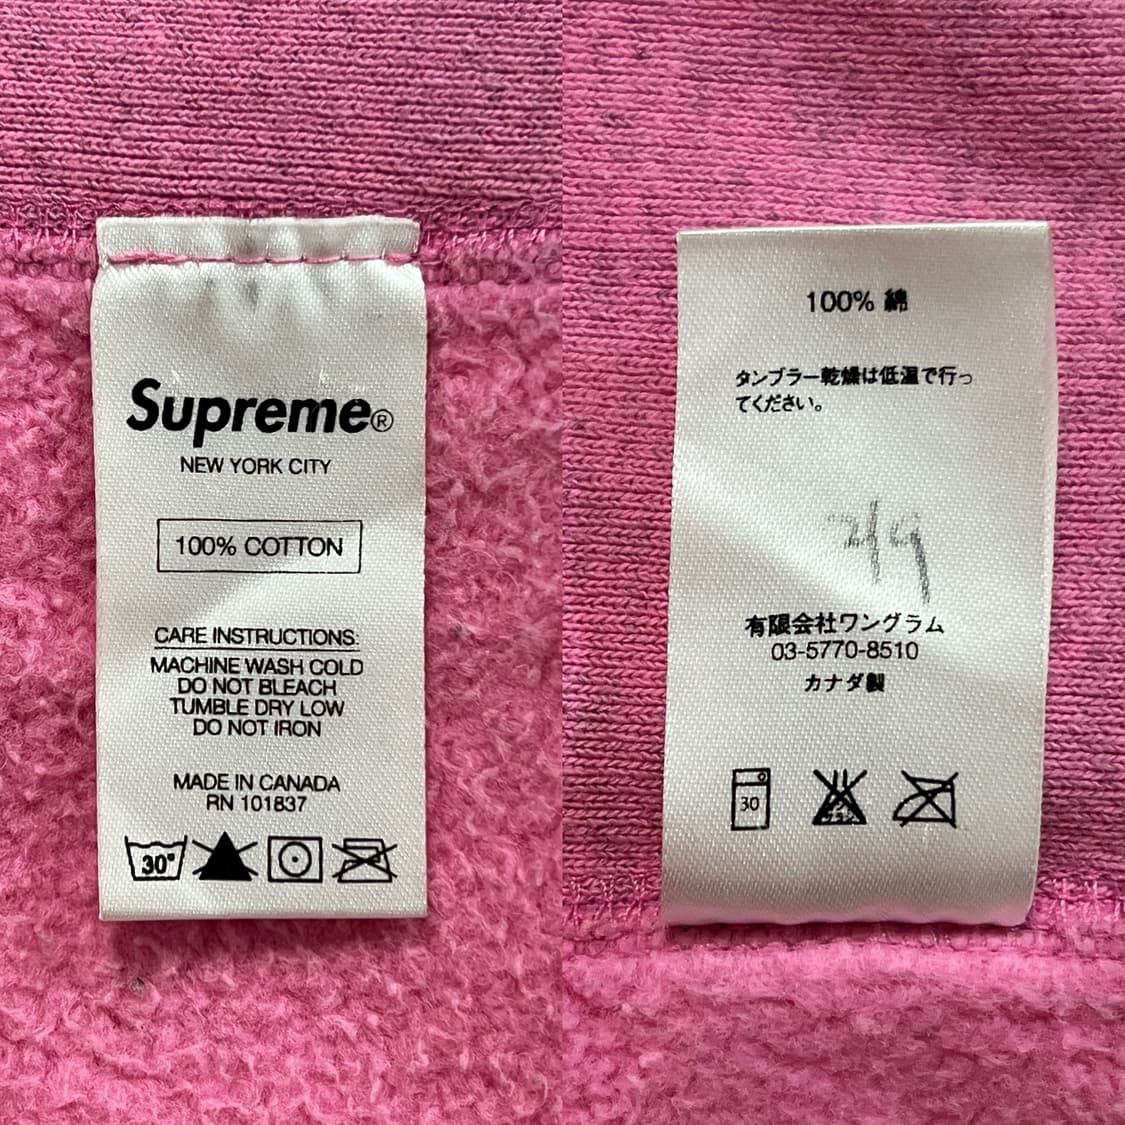 Supreme®
NEW YORK CITY
100% COTTON
CARE INSTRUCTIONS:
MACHINE WASH COLD
DO NOT BLEACH
TUMBLE DRY LOW
DO NOT IRON
MADE IN CANADA
RN 101837
30°
100% 綿
タンブラー乾燥は低温で行っ
てください。
有限会社ワングラム
03-5770-8510
カナダ製
30